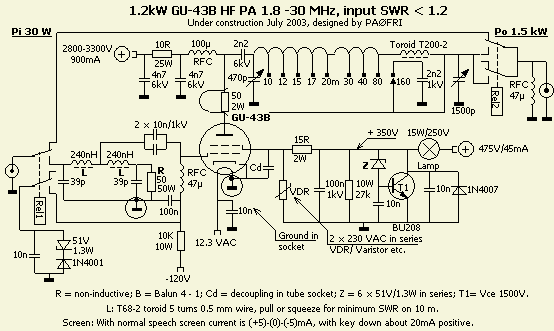 1.2kW GU-43B HF PA 1.8 -30 MHz, input SWR < 1.2
Under construction July 2003, designed by PAØFRI
Pi 30 W
Po 1.5 kW
2800-3300V
900mA
10R
25W
100µ
RFC
2n2
6kV
Toroid T200-2
4n7
6kV
4n7
6kV
470p
10 12 15 17 20m 30 40 80 160
2n2
1kV
1500p
Rel2
RFC
47µ
50
2W
GU-43B
2 x 10n/1kV
240nH
240nH
L
L
39p
39p
R
50
50W
RFC
47µ
100n
Cd
15R
2W
+ 350V
15W/250V
475V/45mA
Lamp
Z
T1
BU208
10n
10n
1N4007
VDR
100n
1kV
10W
27k
Rel1
10n
51V
1.3W
1N4001
10K
10W
-120V
12.3 VAC
10n
Ground in
socket
2 x 230 VAC in series
VDR/ Varistor etc.
R = non-inductive; B = Balun 4 - 1; Cd = decoupling in tube socket; Z = 6 x 51V/1.3W in series; T1= Vce 1500V.
L: T68-2 toroid 5 turns 0.5 mm wire, pull or squeeze for minimum SWR on 10 m.
Screen: With normal speech screen current is (+5)-(0)-(-5)mA, with key down about 20mA positive.